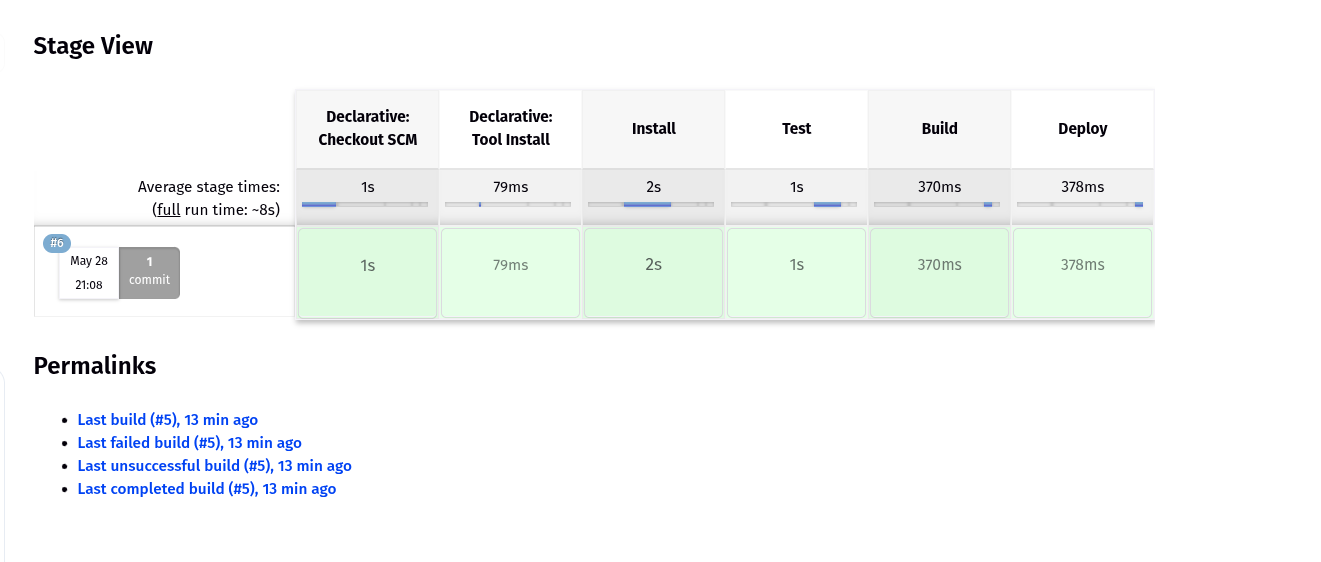 Stage View
Declarative: Checkout SCM
Declarative: Tool Install
Install
Test
Build
Deploy
Average stage times:
(full run time: ~8s)
1s
79ms
2s
1s
370ms
378ms
#6
May 28
21:08
1
commit
1s
79ms
2s
1s
370ms
378ms
Permalinks
Last build (#5), 13 min ago
Last failed build (#5), 13 min ago
Last unsuccessful build (#5), 13 min ago
Last completed build (#5), 13 min ago